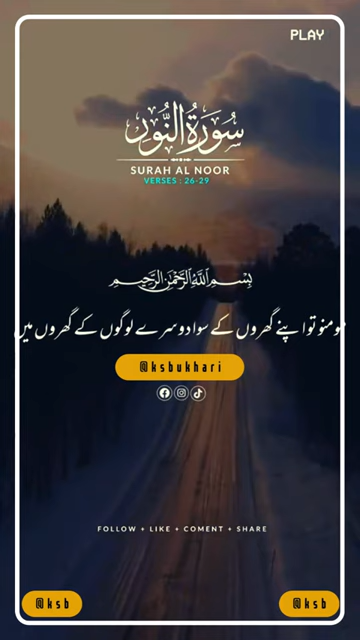 PLAY
سُورَةُ النُّور
SURAH AL NOOR
VERSES : 26-29
بِسْمِ اللَّهِ الرَّحْمَٰنِ الرَّحِيمِ
مومنو تو اپنے گھروں کے سوا دوسرے لوگوں کے گھروں میں
@ksbukhari
FOLLOW + LIKE + COMENT + SHARE
@ksb
@ksb